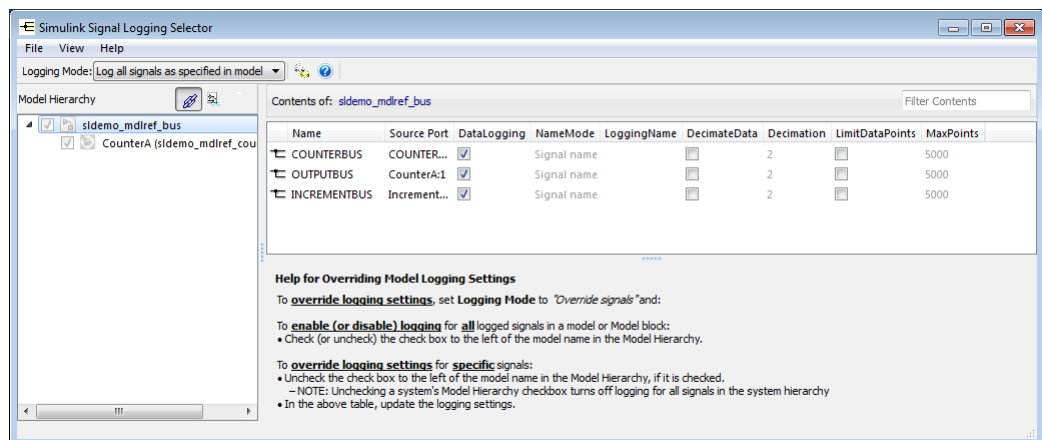 Simulink Signal Logging Selector
File View Help
Logging Mode: Log all signals as specified in model
Model Hierarchy
sldemo_mdlref_bus
CounterA (sldemo_mdlref_cou
Contents of: sldemo_mdlref_bus
Filter Contents
Name Source Port DataLogging NameMode LoggingName DecimateData Decimation LimitDataPoints MaxPoints
COUNTERBUS COUNTER... Signal name 2 5000
OUTPUTBUS CounterA:1 Signal name 2 5000
INCREMENTBUS Increment... Signal name 2 5000
Help for Overriding Model Logging Settings
To override logging settings, set Logging Mode to "Override signals" and:
To enable (or disable) logging for all logged signals in a model or Model block:
• Check (or uncheck) the check box to the left of the model name in the Model Hierarchy.
To override logging settings for specific signals:
• Uncheck the check box to the left of the model name in the Model Hierarchy, if it is checked.
– NOTE: Unchecking a system's Model Hierarchy checkbox turns off logging for all signals in the system hierarchy
• In the above table, update the logging settings.